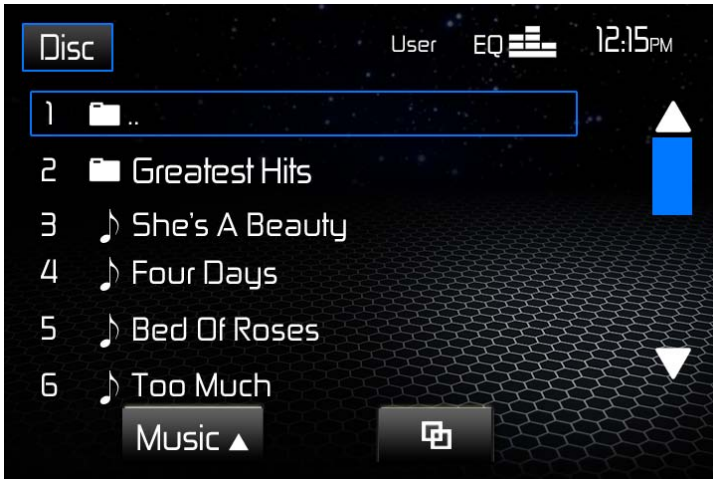 Disc User EQ 12:15PM
1 ..
2 Greatest Hits
3 She's A Beauty
4 Four Days
5 Bed Of Roses
6 Too Much
Music